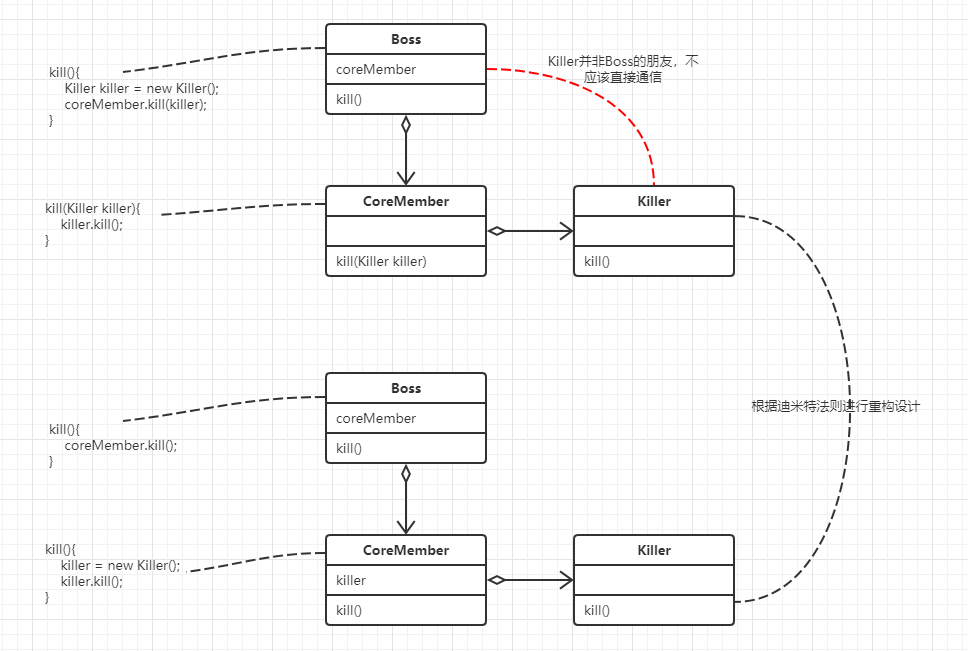 Boss
coreMember
kill()
kill(){
Killer killer = new Killer();
coreMember.kill(killer);
}
Killer并非Boss的朋友，不
应该直接通信
kill(Killer killer){
killer.kill();
}
CoreMember
kill(Killer killer)
Killer
kill()
根据迪米特法则进行重构设计
Boss
coreMember
kill()
kill(){
coreMember.kill();
}
kill(){
killer = new Killer();
killer.kill();
}
CoreMember
killer
kill()
Killer
kill()